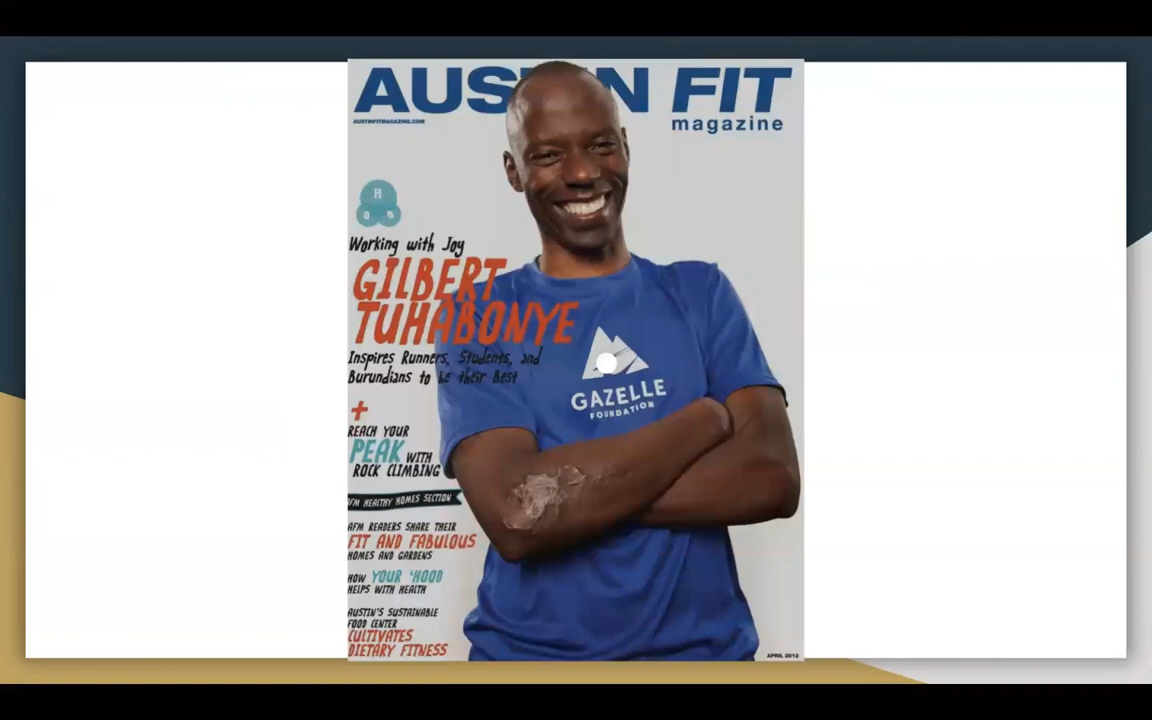 AUSTIN FIT
magazine
AUSTINFITMAGAZINE.COM
H
Working with Joy
GILBERT
TUHABONYE
Inspires Runners, Students, and
Burundians to be their Best
GAZELLE
FOUNDATION
+
REACH YOUR
PEAK WITH
ROCK CLIMBING
AFM HEALTHY HOMES SECTION
AFM READERS SHARE THEIR
FIT AND FABULOUS
HOMES AND GARDENS
HOW YOUR 'HOOD
HELPS WITH HEALTH
AUSTIN'S SUSTAINABLE
FOOD CENTER
CULTIVATES
DIETARY FITNESS
APRIL 2012